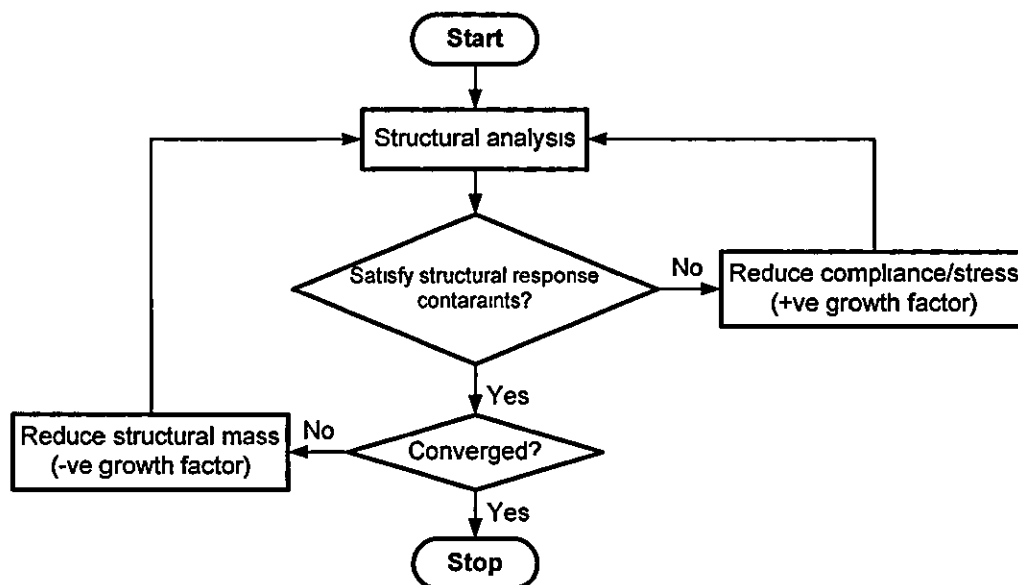 Start
Structural analysis
Satisfy structural response
contaraints?
No
Reduce compliance/stress
(+ve growth factor)
Yes
Reduce structural mass
(-ve growth factor)
No
Converged?
Yes
Stop